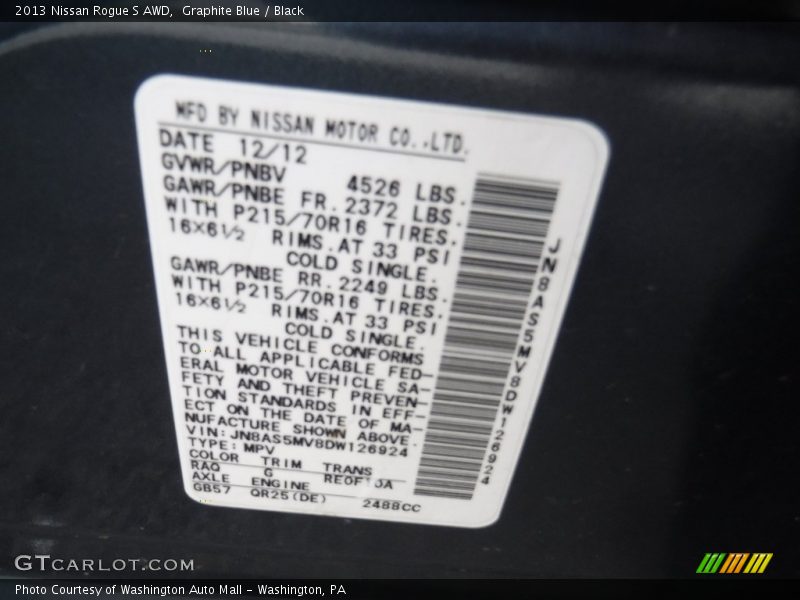 2013 Nissan Rogue S AWD,  Graphite Blue / Black
MFD BY NISSAN MOTOR CO.,LTD.
DATE 12/12
GVWR/PNBV 4526 LBS.
GAWR/PNBE FR.2372 LBS.
WITH P215/70R16 TIRES.
16×6½ RIMS.AT 33 PSI
COLD SINGLE.
GAWR/PNBE RR.2249 LBS.
WITH P215/70R16 TIRES.
16×6½ RIMS.AT 33 PSI
COLD SINGLE.
THIS VEHICLE CONFORMS
TO ALL APPLICABLE FED-
ERAL MOTOR VEHICLE SA-
FETY AND THEFT PREVEN-
TION STANDARDS IN EFF-
ECT ON THE DATE OF MA-
NUFACTURE SHOWN ABOVE.
VIN:JN8AS5MV8DW126924
TYPE:MPV
COLOR TRIM TRANS
RAQ G RE0F10A
AXLE ENGINE
GB57 QR25(DE) 2488CC
JN8AS5MV8DW126924
GTCARLOT.COM
Photo Courtesy of Washington Auto Mall - Washington, PA